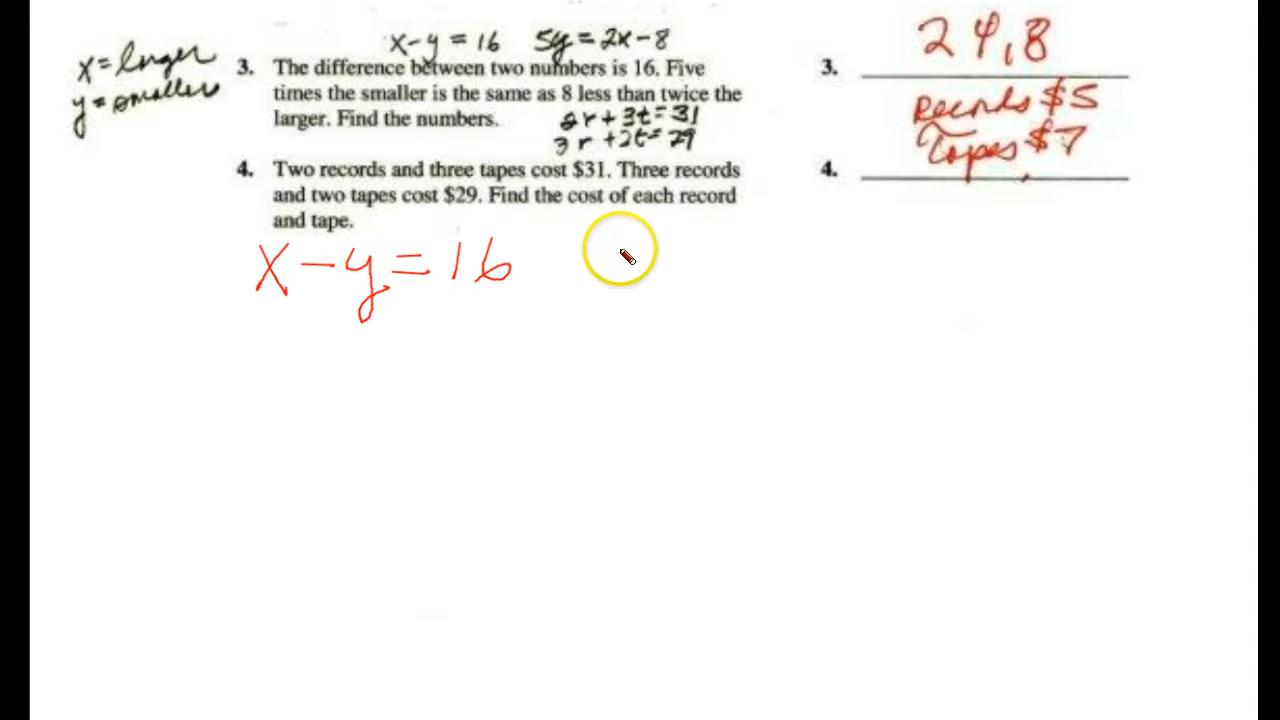 x-y = 16 5y = 2x-8
x = larger
y = smaller
3. The difference between two numbers is 16. Five
times the smaller is the same as 8 less than twice the
larger. Find the numbers.
2r + 3t = 31
3r + 2t = 29
4. Two records and three tapes cost $31. Three records
and two tapes cost $29. Find the cost of each record
and tape.
3. 24,8
Records $5
Tapes $7
4.
x-y=16